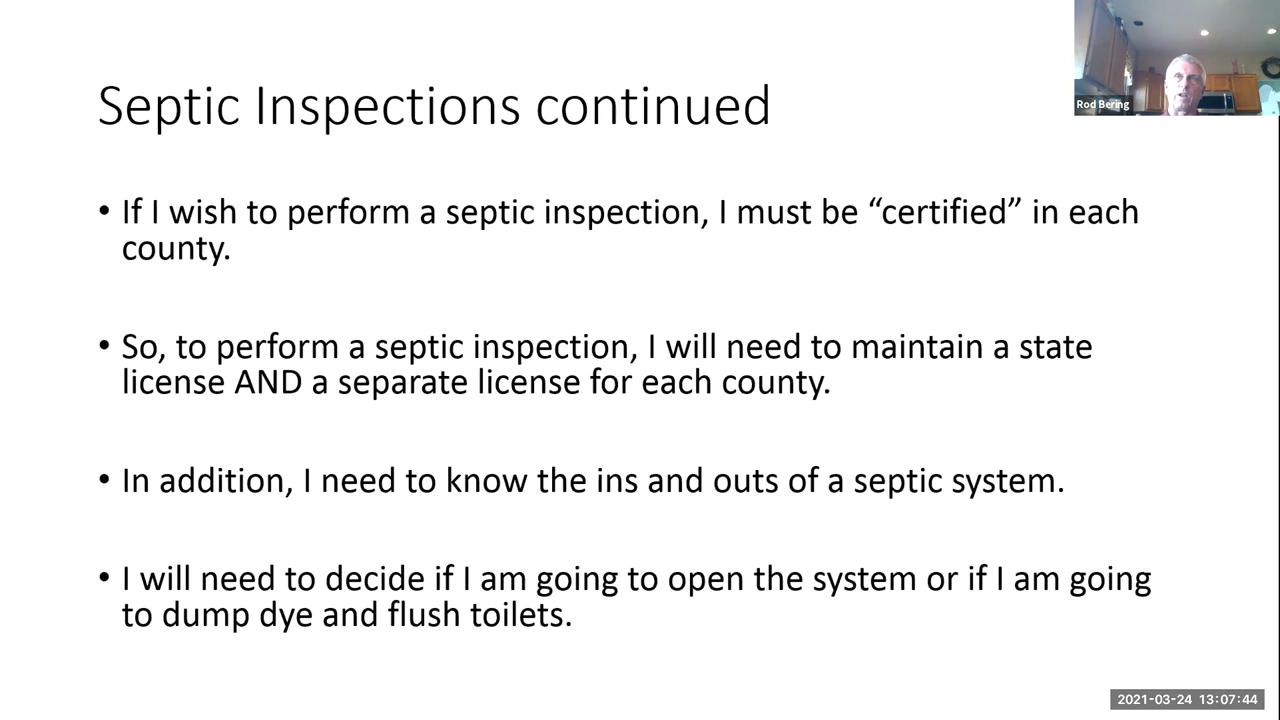 Septic Inspections continued
Rod Bering
• If I wish to perform a septic inspection, I must be “certified” in each
county.
• So, to perform a septic inspection, I will need to maintain a state
license AND a separate license for each county.
• In addition, I need to know the ins and outs of a septic system.
• I will need to decide if I am going to open the system or if I am going
to dump dye and flush toilets.
2021-03-24 13:07:44